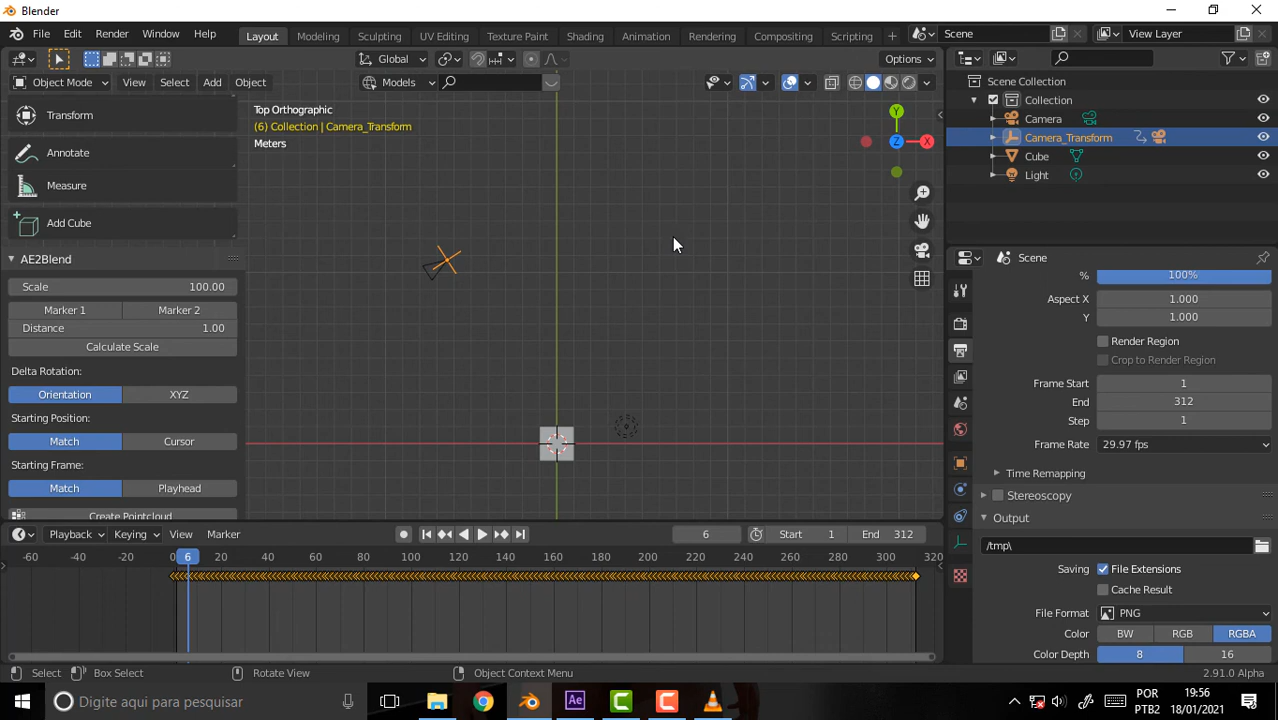 File Edit Render Window Help Layout Modeling Sculpting UV Editing Texture Paint Shading Animation Rendering Compositing Scripting Scene View Layer
Global Options
Object Mode View Select Add Object Models
Top Orthographic
(6) Collection | Camera_Transform
Meters
Transform
Annotate
Measure
Add Cube
AE2Blend
Scale 100.00
Marker 1 Marker 2
Distance 1.00
Calculate Scale
Delta Rotation:
Orientation XYZ
Starting Position:
Match Cursor
Starting Frame:
Match Playhead
Create Pointcloud
Y
Z X
Scene Collection
Collection
Camera
Camera_Transform
Cube
Light
Scene
% 100%
Aspect X 1.000
Y 1.000
Render Region
Crop to Render Region
Frame Start 1
End 312
Step 1
Frame Rate 29.97 fps
Time Remapping
Stereoscopy
Output
/tmp\
Saving File Extensions
Cache Result
File Format PNG
Color BW RGB RGBA
Color Depth 8 16
Playback Keying View Marker 6 Start 1 End 312
-60 -40 -20 0 6 20 40 60 80 100 120 140 160 180 200 220 240 260 280 300 320
Select Box Select Rotate View Object Context Menu 2.91.0 Alpha
Digite aqui para pesquisar
Ae
C
C
POR
PTB2
19:56
18/01/2021